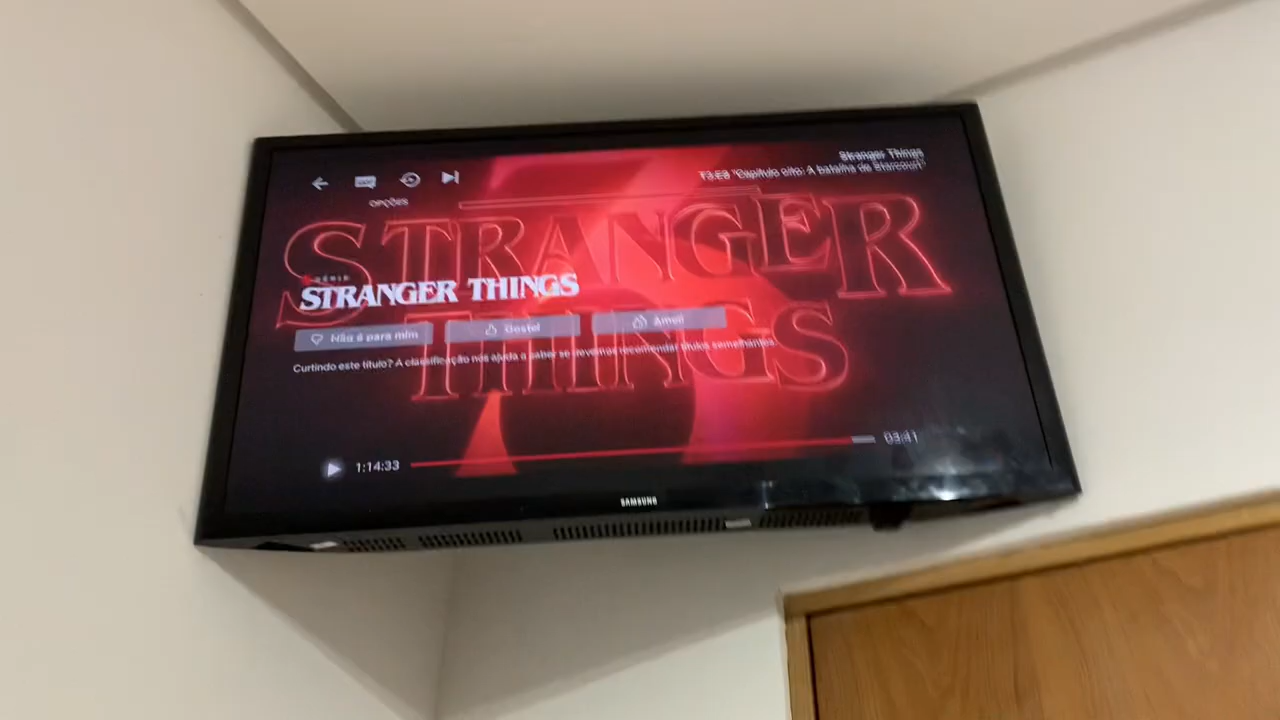 Stranger Things
T3:E8 "Capítulo oito: A batalha de Starcourt"
OPÇÕES
STRANGER
THINGS
SÉRIE
STRANGER THINGS
Não é para mim
Gostei
Amei!
Curtindo este título? A classificação nos ajuda a saber se devemos recomendar títulos semelhantes.
1:14:33
03:41
SAMSUNG